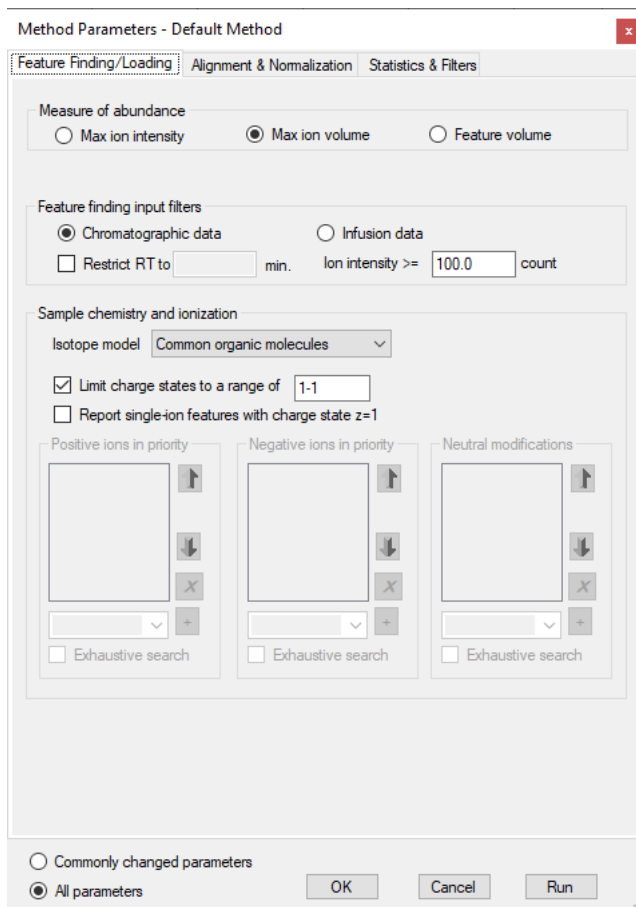 Method Parameters - Default Method
x
Feature Finding/Loading Alignment & Normalization Statistics & Filters
Measure of abundance
Max ion intensity Max ion volume Feature volume
Feature finding input filters
Chromatographic data Infusion data
Restrict RT to min. Ion intensity >= 100.0 count
Sample chemistry and ionization
Isotope model Common organic molecules
Limit charge states to a range of 1-1
Report single-ion features with charge state z=1
Positive ions in priority Negative ions in priority Neutral modifications
X X X
+ + +
Exhaustive search Exhaustive search Exhaustive search
Commonly changed parameters
All parameters OK Cancel Run